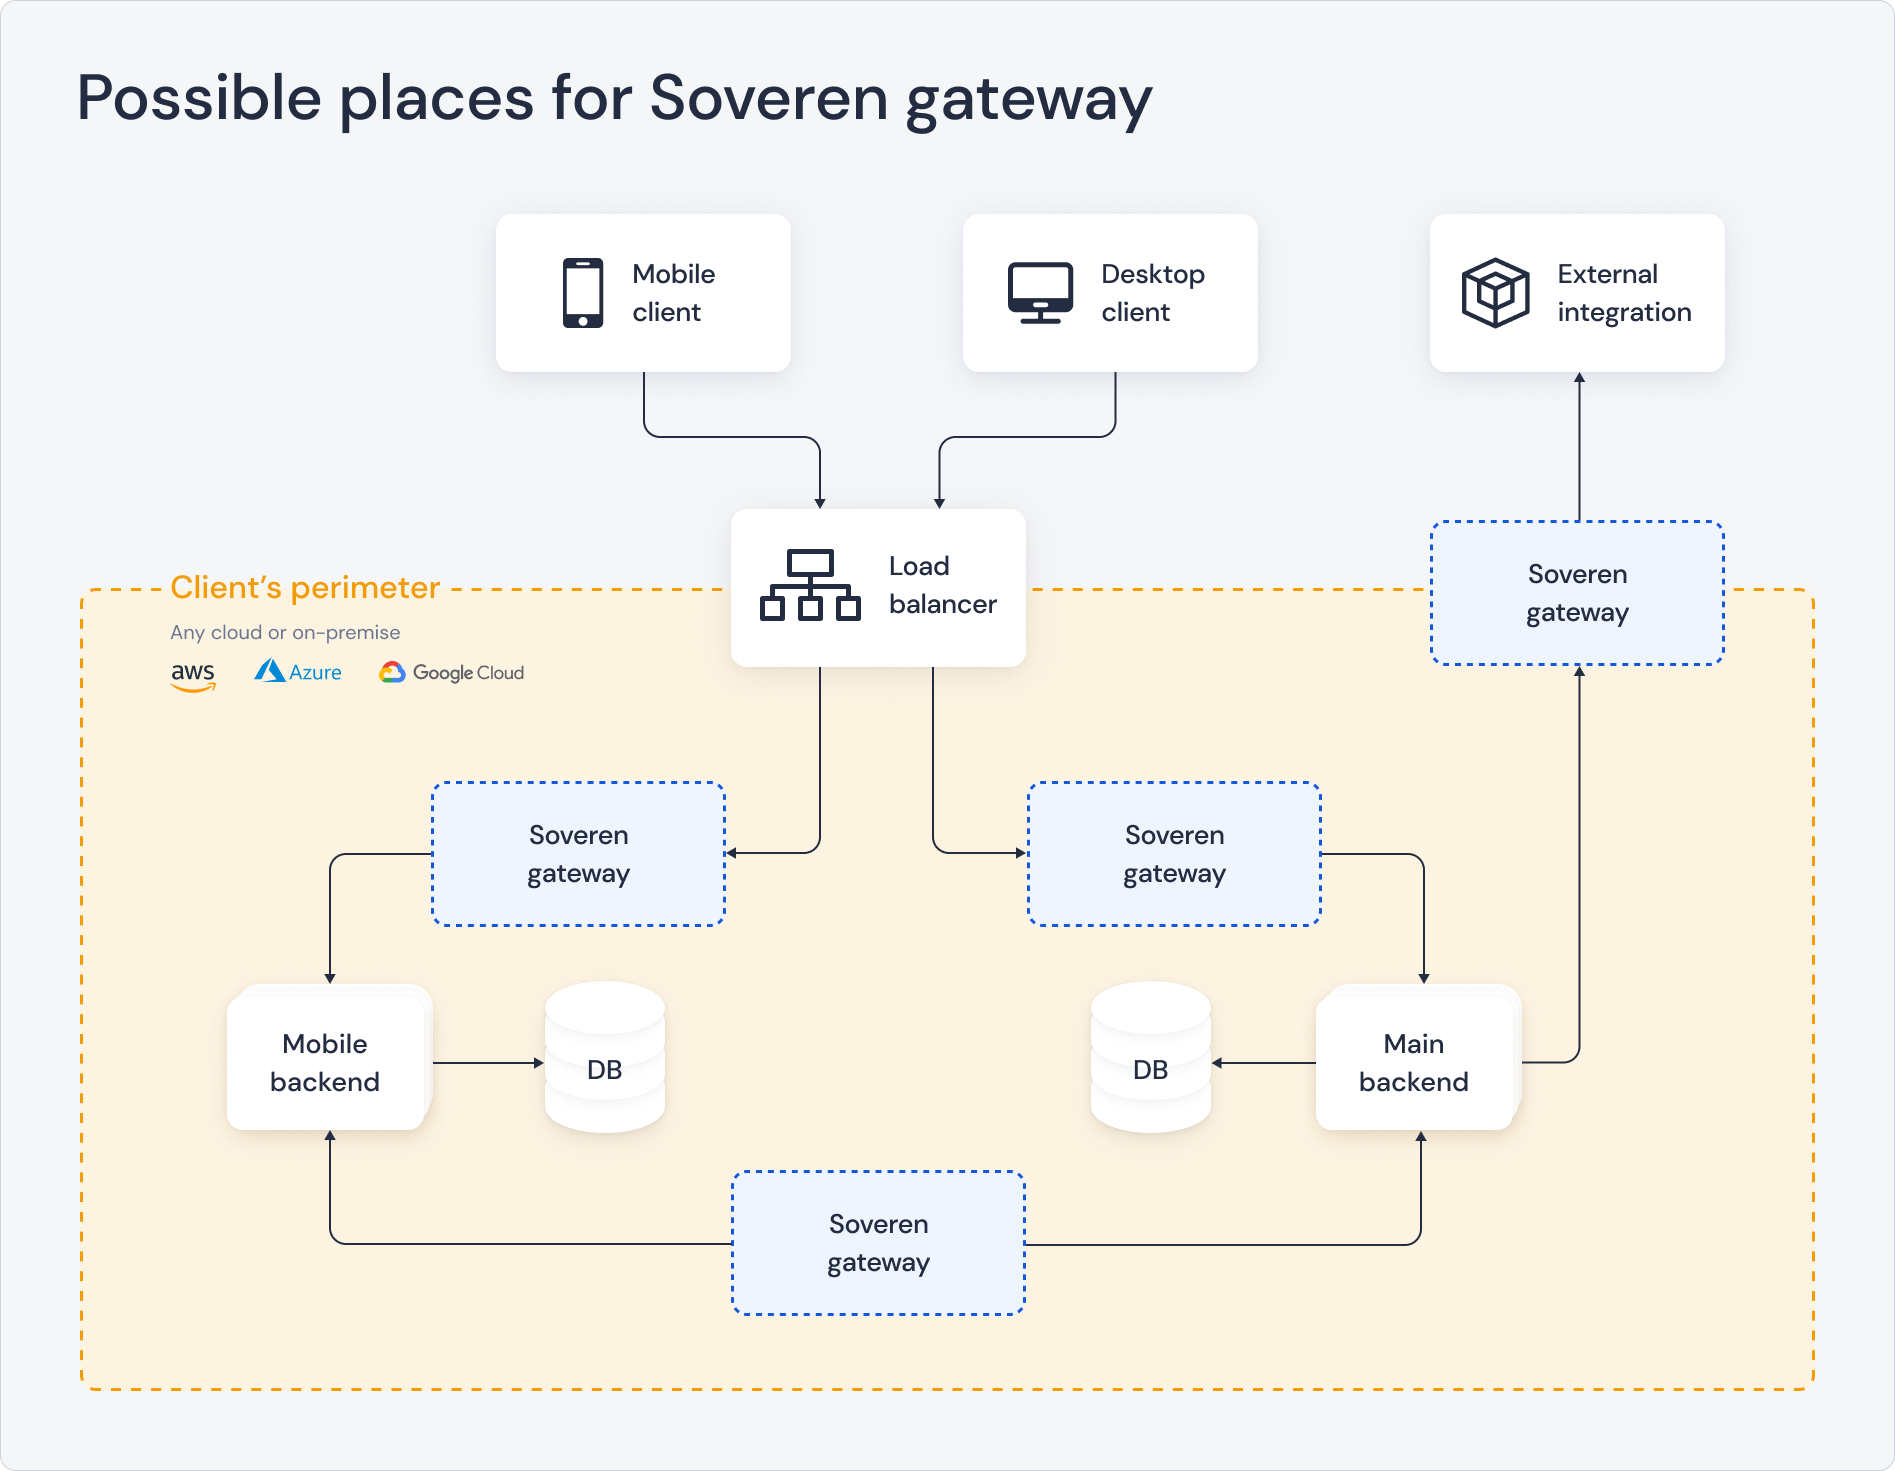 Possible places for Soveren gateway
Mobile
client
Desktop
client
External
integration
Load
balancer
Soveren
gateway
Client's perimeter
Any cloud or on-premise
aws
Azure
Google Cloud
Soveren
gateway
Soveren
gateway
Mobile
backend
DB
DB
Main
backend
Soveren
gateway